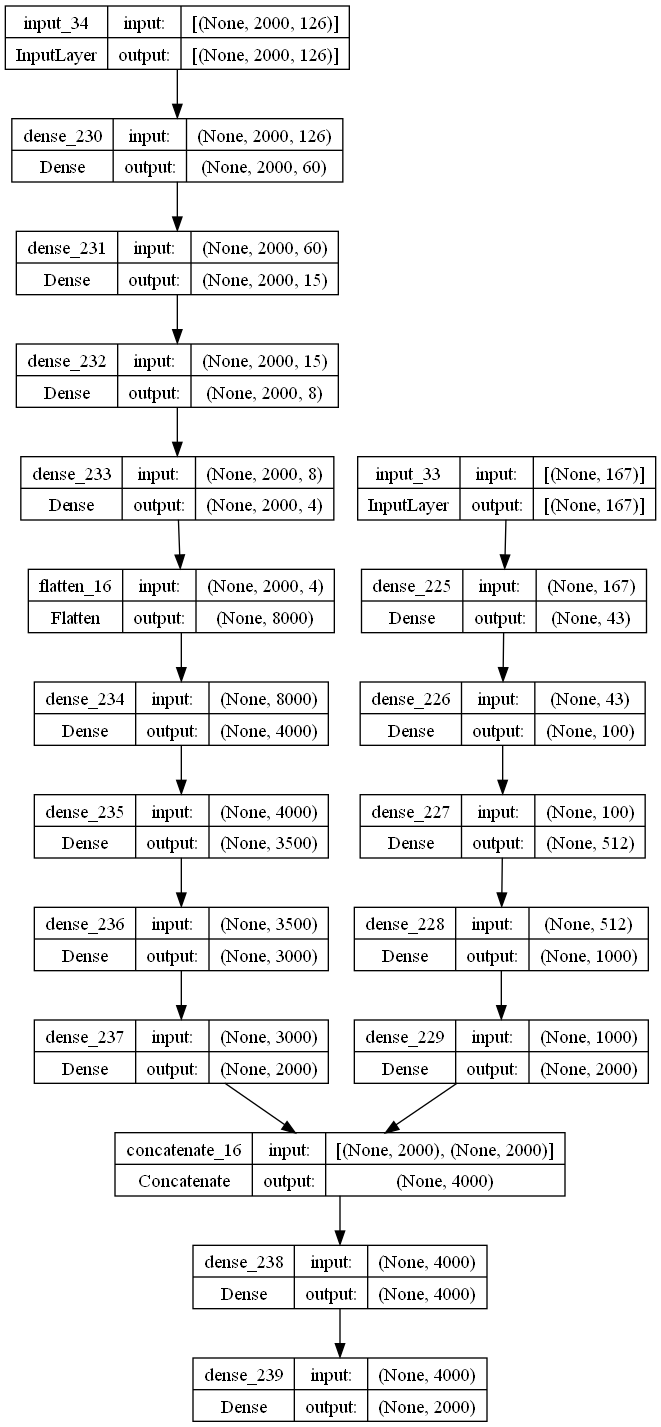 input_34 input: [(None, 2000, 126)]
InputLayer output: [(None, 2000, 126)]
dense_230 input: (None, 2000, 126)
Dense output: (None, 2000, 60)
dense_231 input: (None, 2000, 60)
Dense output: (None, 2000, 15)
dense_232 input: (None, 2000, 15)
Dense output: (None, 2000, 8)
dense_233 input: (None, 2000, 8)
Dense output: (None, 2000, 4)
input_33 input: [(None, 167)]
InputLayer output: [(None, 167)]
flatten_16 input: (None, 2000, 4)
Flatten output: (None, 8000)
dense_225 input: (None, 167)
Dense output: (None, 43)
dense_234 input: (None, 8000)
Dense output: (None, 4000)
dense_226 input: (None, 43)
Dense output: (None, 100)
dense_235 input: (None, 4000)
Dense output: (None, 3500)
dense_227 input: (None, 100)
Dense output: (None, 512)
dense_236 input: (None, 3500)
Dense output: (None, 3000)
dense_228 input: (None, 512)
Dense output: (None, 1000)
dense_237 input: (None, 3000)
Dense output: (None, 2000)
dense_229 input: (None, 1000)
Dense output: (None, 2000)
concatenate_16 input: [(None, 2000), (None, 2000)]
Concatenate output: (None, 4000)
dense_238 input: (None, 4000)
Dense output: (None, 4000)
dense_239 input: (None, 4000)
Dense output: (None, 2000)